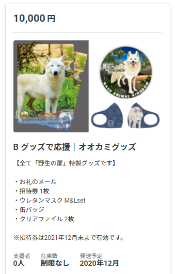 10,000 円
B グッズで応援｜オオカミグッズ
【全て「野生の扉」特製グッズです】
・お礼のメール
・招待券 1枚
・ウレタンマスク M&Lset
・缶バッジ
・クリアファイル 2枚
※招待券は2021年12月末まで有効です。
支援者 在庫数 発送予定
0人 制限なし 2020年12月